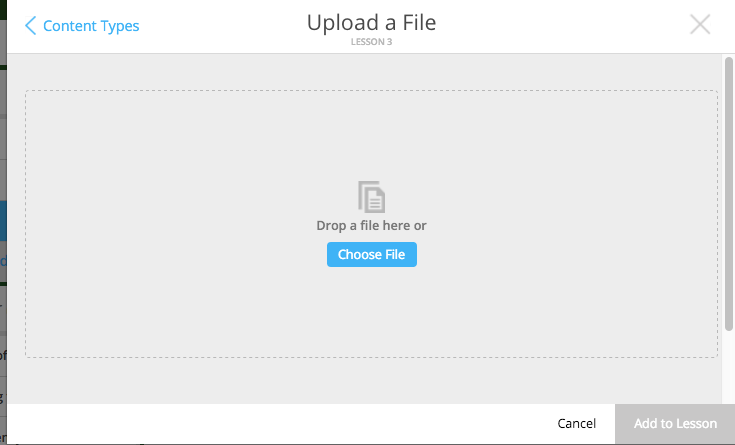 Content Types
Upload a File
LESSON 3
Drop a file here or
Choose File
Cancel
Add to Lesson